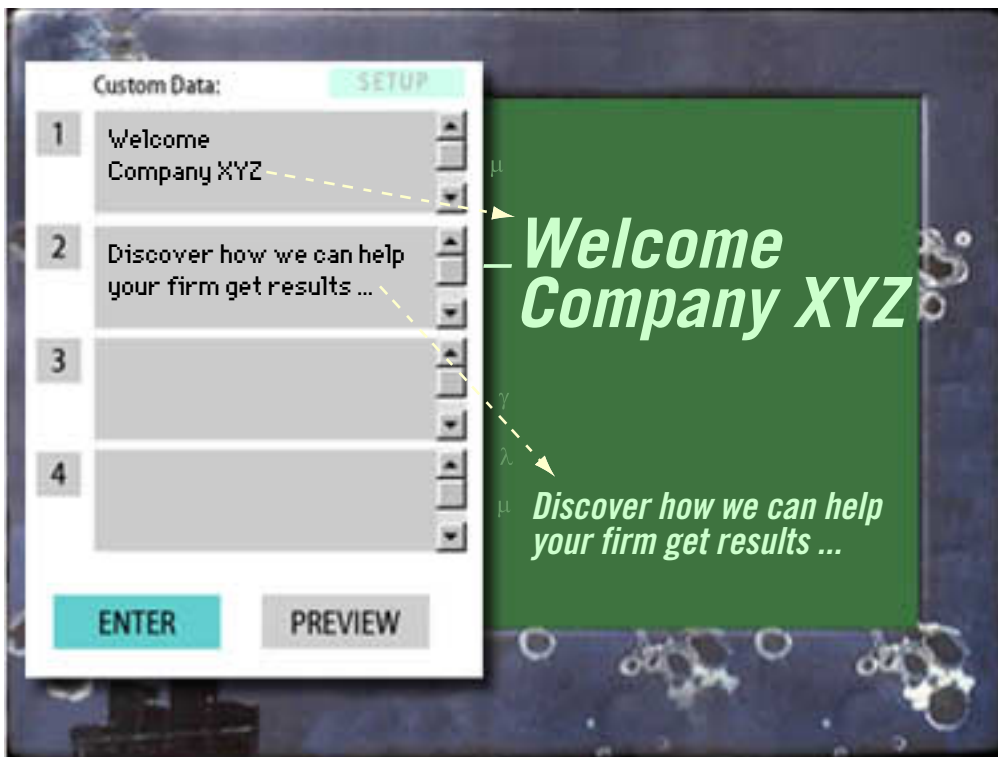 Custom Data:
SETUP
1
Welcome
Company XYZ
2
Discover how we can help
your firm get results ...
3
4
ENTER
PREVIEW
μ
Welcome
Company XYZ
γ
λ
μ
Discover how we can help
your firm get results ...